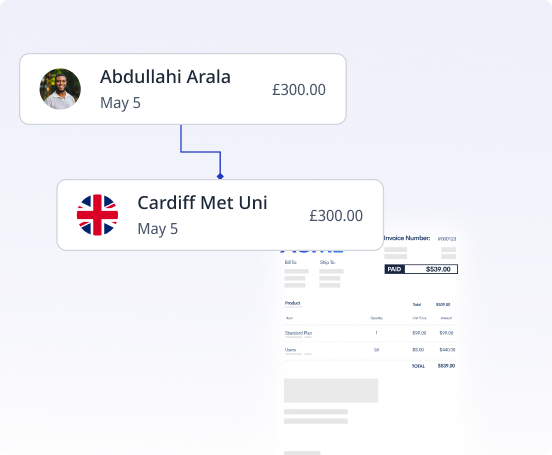 Abdullahi Arala
May 5
£300.00
Cardiff Met Uni
May 5
£300.00
Invoice Number: #000123
Bill To: Ship To:
PAID $539.00
Product Total $539.00
Item Quantity Unit Price Amount
Standard Plan 1 $99.00 $99.00
Users $8.00 $440.00
TOTAL $539.00